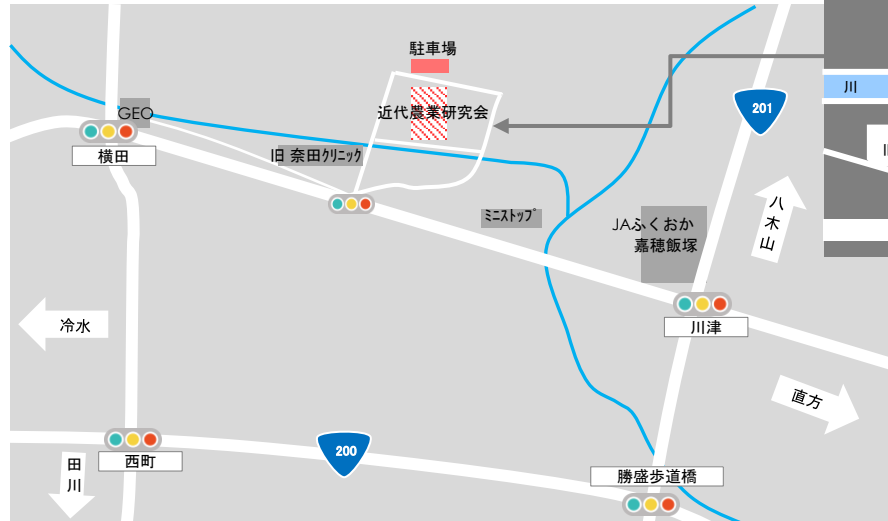 駐車場
近代農業研究会
GEO
横田
旧 奈田ｸﾘﾆｯｸ
ﾐﾆｽﾄｯﾌﾟ
JAふくおか
嘉穂飯塚
201
川
八木山
川津
冷水
直方
西町
田川
200
勝盛歩道橋